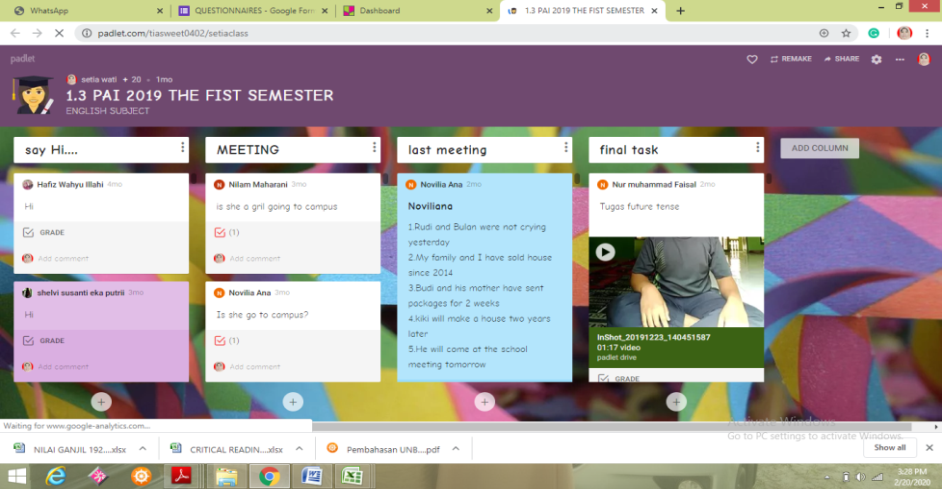 WhatsApp
QUESTIONNAIRES - Google Form
Dashboard
1.3 PAI 2019 THE FIST SEMESTER
padlet.com/tiasweet0402/setiaclass
padlet
REMAKE
SHARE
setia wati + 20 • 1mo
1.3 PAI 2019 THE FIST SEMESTER
ENGLISH SUBJECT
say Hi....
Hafiz Wahyu Illahi 4mo
Hi
GRADE
Add comment
shelvi susanti eka putrii 3mo
Hi
GRADE
Add comment
MEETING
Nilam Maharani 3mo
is she a gril going to campus
(1)
Add comment
Novilia Ana 3mo
Is she go to campus?
(1)
Add comment
last meeting
Novilia Ana 2mo
Noviliana
1.Rudi and Bulan were not crying
yesterday
2.My family and I have sold house
since 2014
3.Budi and his mother have sent
packages for 2 weeks
4.kiki will make a house two years
later
5.He will come at the school
meeting tomorrow
final task
Nur muhammad Faisal 2mo
Tugas future tense
InShot_20191223_140451587
01:17 video
padlet drive
GRADE
ADD COLUMN
Waiting for www.google-analytics.com...
Activate Windows
Go to PC settings to activate Windows.
NILAI GANJIL 192....xlsx
CRITICAL READIN....xlsx
Pembahasan UNB....pdf
Show all
3:28 PM
2/20/2020